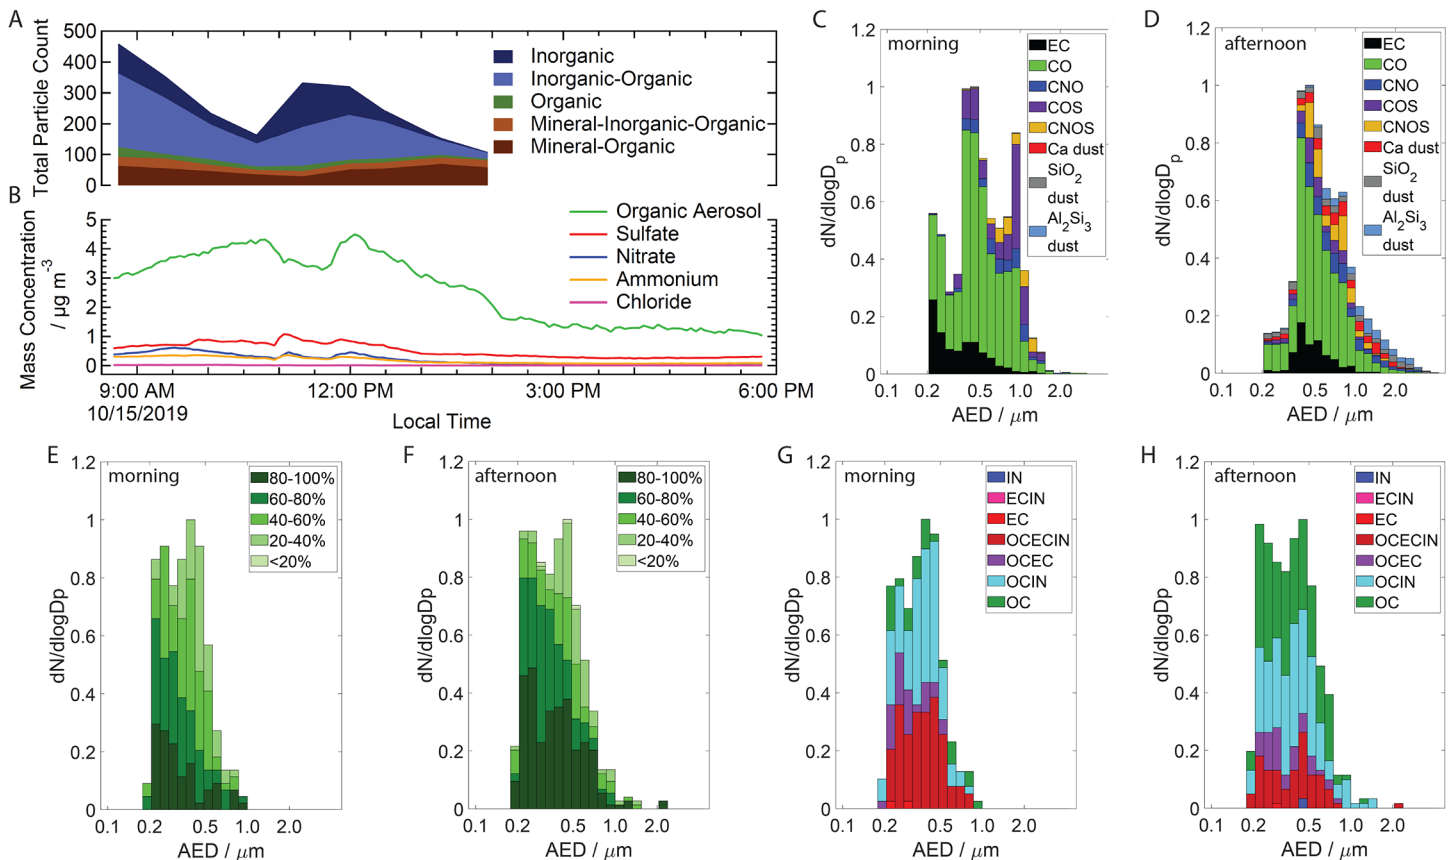 A
Total Particle Count
500
400
300
200
100
0
Inorganic
Inorganic-Organic
Organic
Mineral-Inorganic-Organic
Mineral-Organic
B
Mass Concentration
/ µg m-3
5
4
3
2
1
0
Organic Aerosol
Sulfate
Nitrate
Ammonium
Chloride
9:00 AM
12:00 PM
3:00 PM
6:00 PM
10/15/2019
Local Time
C
morning
dN/dlogDp
1.2
1
0.8
0.6
0.4
0.2
0
EC
CO
CNO
COS
CNOS
Ca dust
SiO2
dust
Al2Si3
dust
0.1
0.2
0.5
1.0
2.0
AED / µm
D
afternoon
dN/dlogDp
1.2
1
0.8
0.6
0.4
0.2
0
EC
CO
CNO
COS
CNOS
Ca dust
SiO2
dust
Al2Si3
dust
0.1
0.2
0.5
1.0
2.0
AED / µm
E
morning
dN/dlogDp
1.2
1
0.8
0.6
0.4
0.2
0
80-100%
60-80%
40-60%
20-40%
<20%
0.1
0.2
0.5
1.0
2.0
AED / µm
F
afternoon
dN/dlogDp
1.2
1
0.8
0.6
0.4
0.2
0
80-100%
60-80%
40-60%
20-40%
<20%
0.1
0.2
0.5
1.0
2.0
AED / µm
G
morning
dN/dlogDp
1.2
1
0.8
0.6
0.4
0.2
0
IN
ECIN
EC
OCECIN
OCEC
OCIN
OC
0.1
0.2
0.5
1.0
2.0
AED / µm
H
afternoon
dN/dlogDp
1.2
1
0.8
0.6
0.4
0.2
0
IN
ECIN
EC
OCECIN
OCEC
OCIN
OC
0.1
0.2
0.5
1.0
2.0
AED / µm